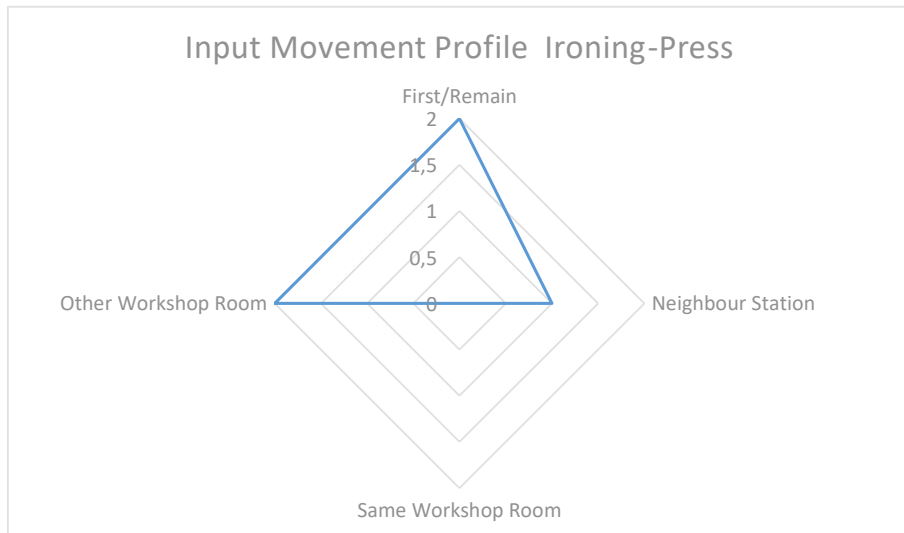 Input Movement Profile Ironing-Press
First/Remain
2
1,5
1
0,5
0
Other Workshop Room
Neighbour Station
Same Workshop Room